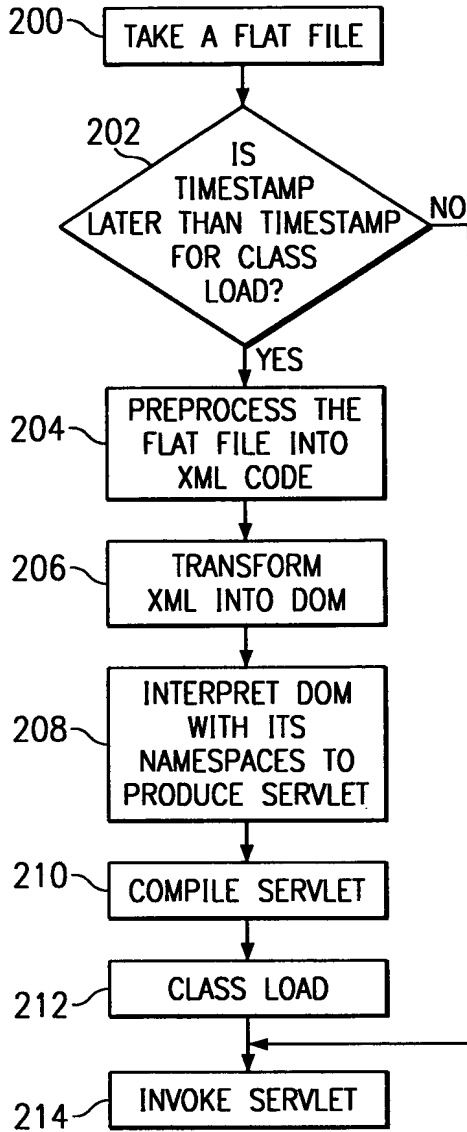 200
TAKE A FLAT FILE
202
IS
TIMESTAMP
LATER THAN TIMESTAMP
FOR CLASS
LOAD?
NO
YES
204
PREPROCESS THE
FLAT FILE INTO
XML CODE
206
TRANSFORM
XML INTO DOM
208
INTERPRET DOM
WITH ITS
NAMESPACES TO
PRODUCE SERVLET
210
COMPILE SERVLET
212
CLASS LOAD
214
INVOKE SERVLET